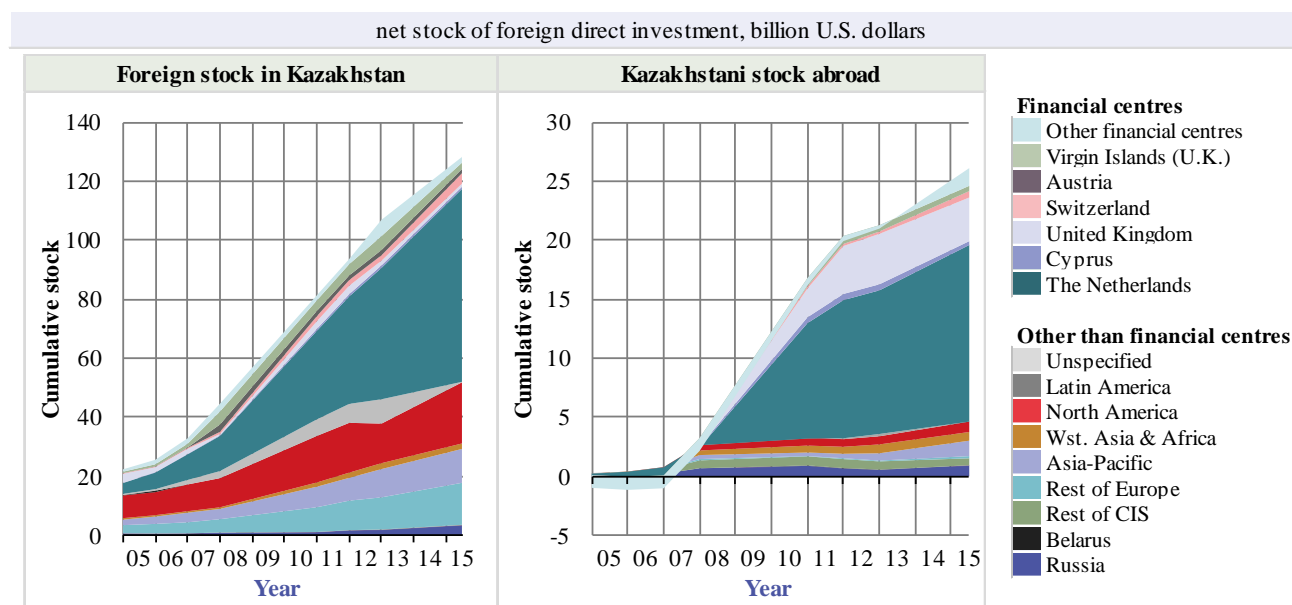 net stock of foreign direct investment, billion U.S. dollars
Foreign stock in Kazakhstan
Cumulative stock
140
120
100
80
60
40
20
0
05 06 07 08 09 10 11 12 13 14 15
Year
Kazakhstani stock abroad
Cumulative stock
30
25
20
15
10
5
0
-5
05 06 07 08 09 10 11 12 13 14 15
Year
Financial centres
Other financial centres
Virgin Islands (U.K.)
Austria
Switzerland
United Kingdom
Cyprus
The Netherlands
Other than financial centres
Unspecified
Latin America
North America
Wst. Asia & Africa
Asia-Pacific
Rest of Europe
Rest of CIS
Belarus
Russia